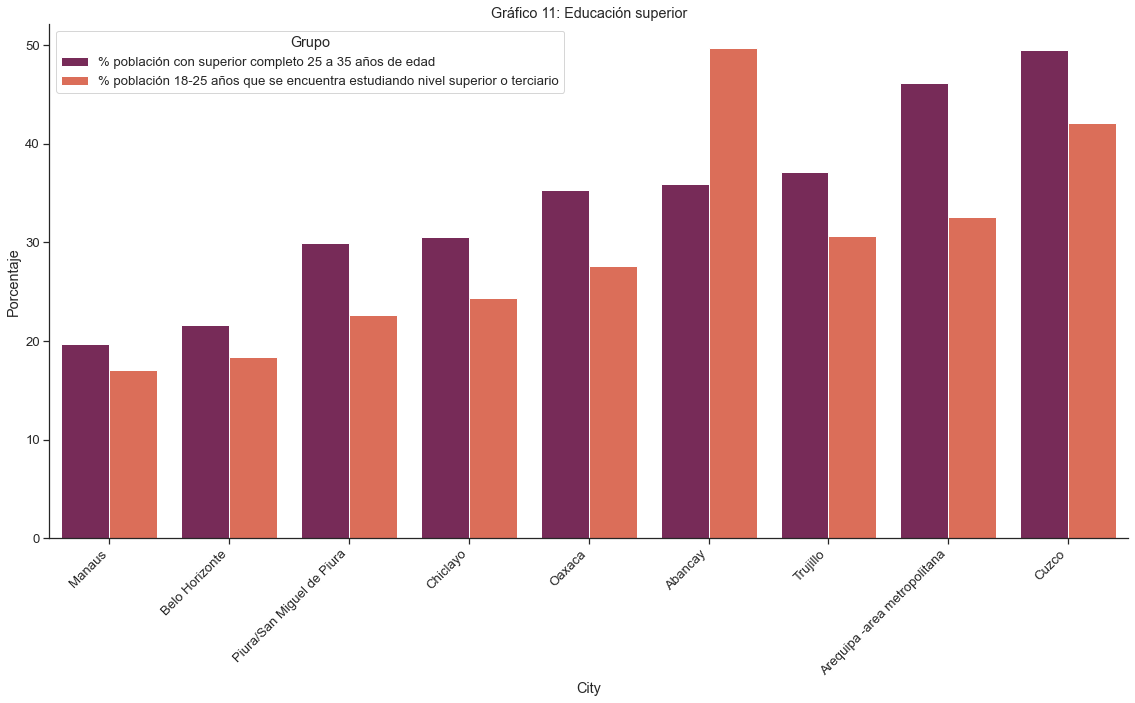 Gráfico 11: Educación superior
Grupo
% población con superior completo 25 a 35 años de edad
% población 18-25 años que se encuentra estudiando nivel superior o terciario
Porcentaje
50
40
30
20
10
0
Manaus
Belo Horizonte
Piura/San Miguel de Piura
Chiclayo
Oaxaca
Abancay
Trujillo
Arequipa -area metropolitana
Cuzco
City